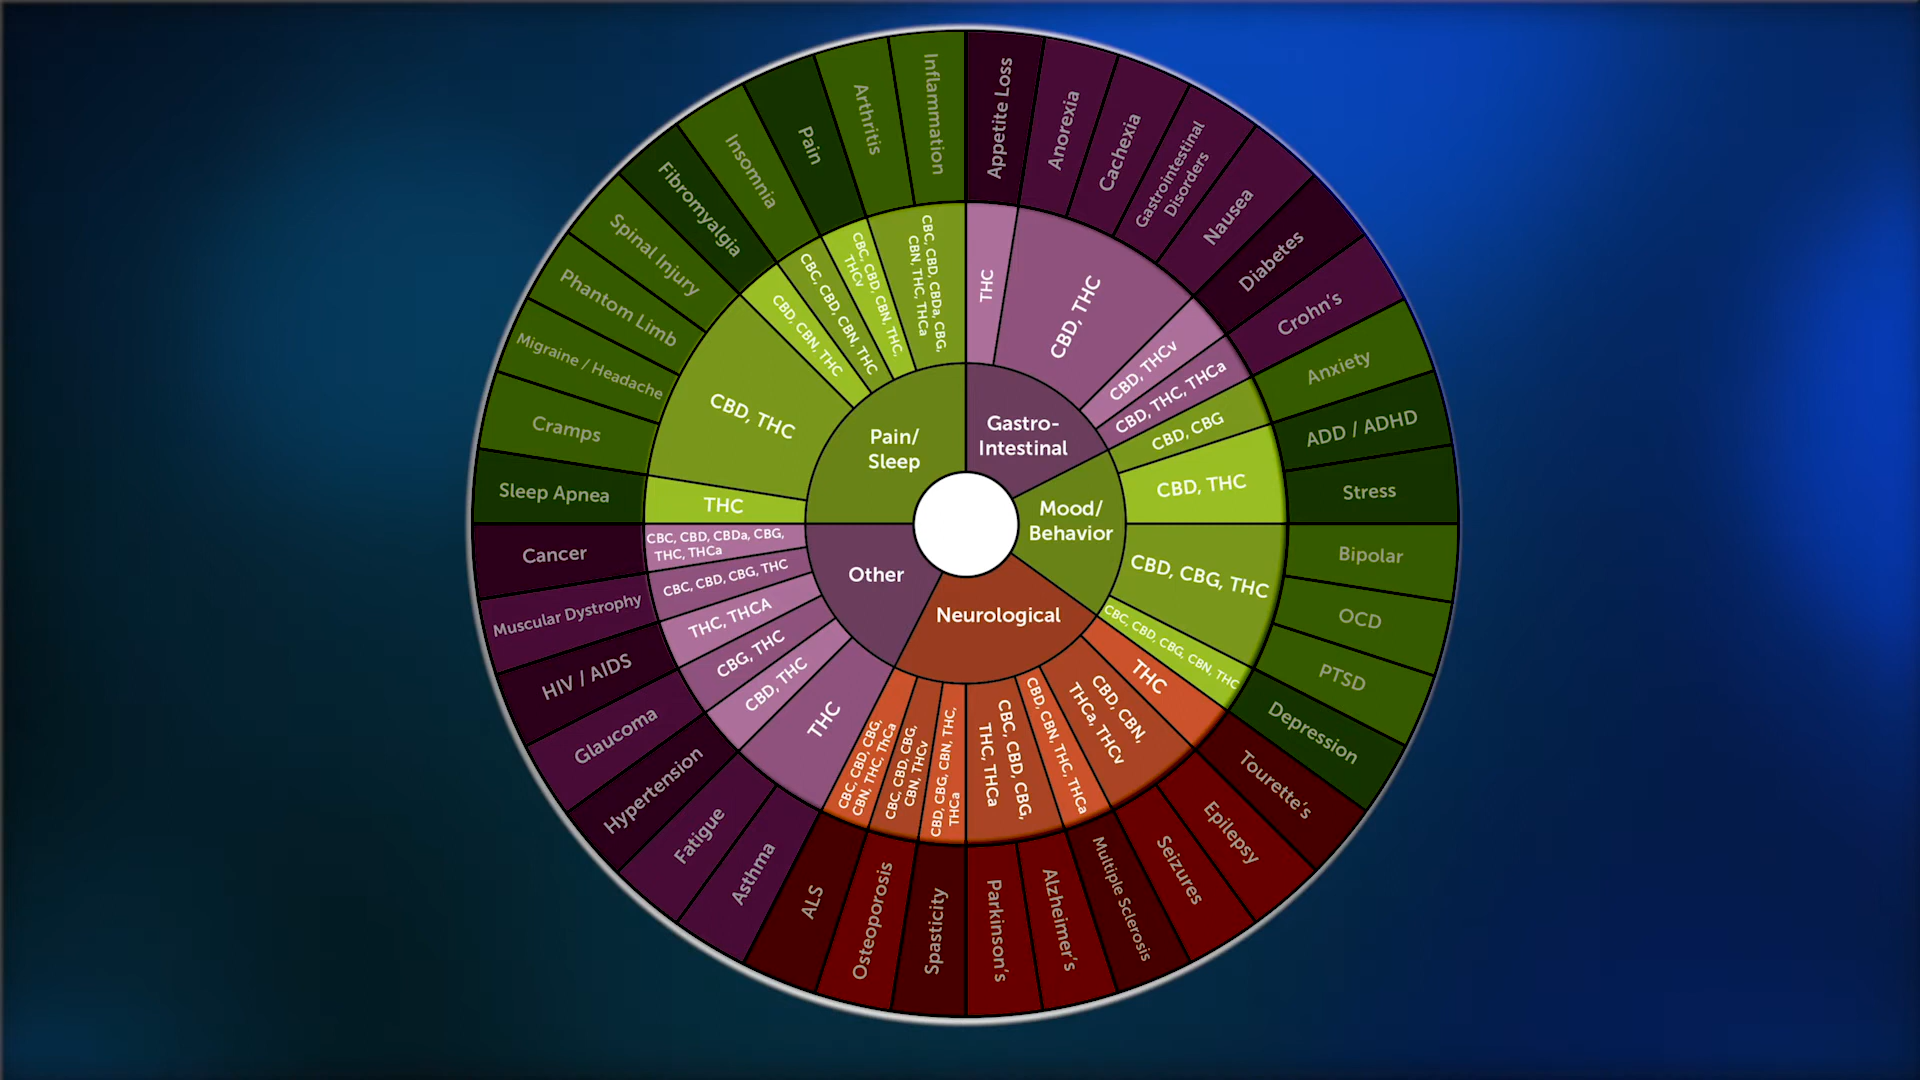 Gastro-
Intestinal
Mood/
Behavior
Neurological
Other
Pain/
Sleep
THC
CBD, THC
CBD, THCv
CBD, THC, THCa
CBD, CBG
CBD, THC
CBD, CBG, THC
CBC, CBD, CBG, CBN, THC
THC
CBD, CBN,
THCa, THCv
CBD, CBN, THC, THCa
CBC, CBD, CBG,
THC, THCa
CBD, CBG, CBN, THC,
THCa
CBC, CBD, CBG,
CBN, THCv
CBC, CBD, CBG,
CBN, THC, ThCa
THC
CBD, THC
CBG, THC
THC, THCA
CBC, CBD, CBG, THC
CBC, CBD, CBDa, CBG,
THC, THCa
THC
CBD, THC
CBD, CBN, THC
CBC, CBD, CBN, THC
CBC, CBD, CBN, THC,
THCv
CBC, CBD, CBDa, CBG,
CBN, THC, THCa
Appetite Loss
Anorexia
Cachexia
Gastrointestinal
Disorders
Nausea
Diabetes
Crohn's
Anxiety
ADD / ADHD
Stress
Bipolar
OCD
PTSD
Depression
Tourette's
Epilepsy
Seizures
Multiple Sclerosis
Alzheimer's
Parkinson's
Spasticity
Osteoporosis
ALS
Asthma
Fatigue
Hypertension
Glaucoma
HIV / AIDS
Muscular Dystrophy
Cancer
Sleep Apnea
Cramps
Migraine / Headache
Phantom Limb
Spinal Injury
Fibromyalgia
Insomnia
Pain
Arthritis
Inflammation